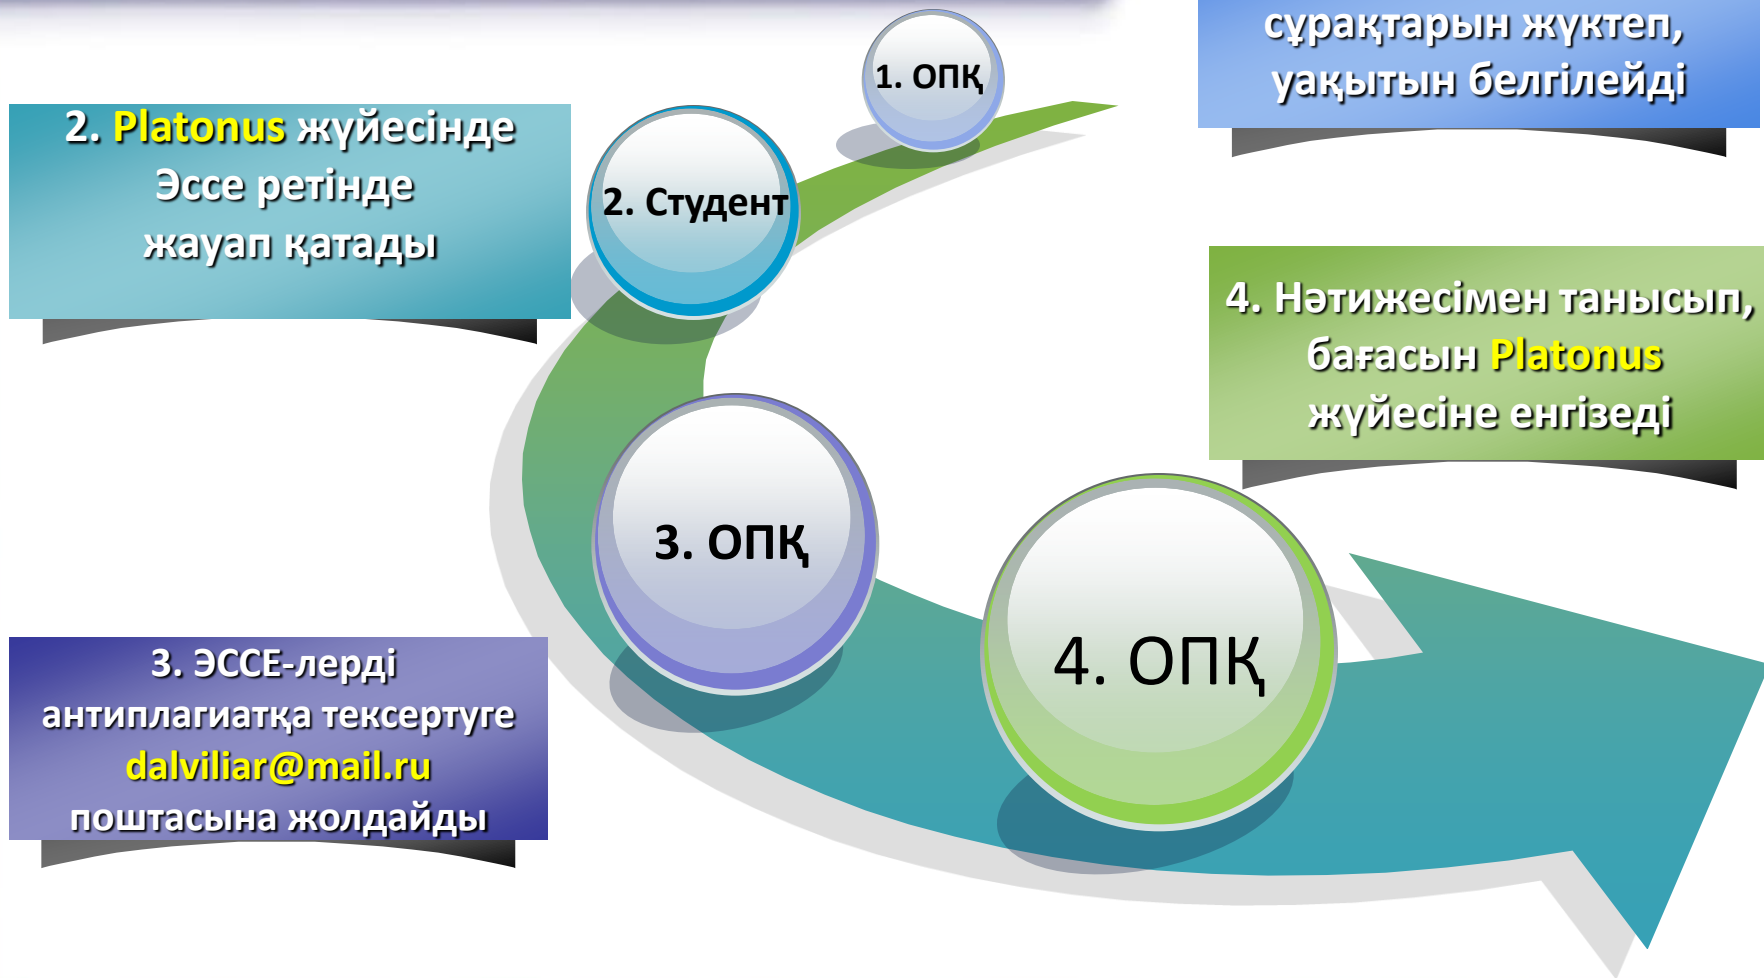 сұрақтарын жүктеп,
уақытын белгілейді
1. ОПҚ
2. Platonus жүйесінде
Эссе ретінде
жауап қатады
2. Студент
4. Нәтижесімен танысып,
бағасын Platonus
жүйесіне енгізеді
3. ОПҚ
4. ОПҚ
3. ЭССЕ-лерді
антиплагиатқа тексертуге
dalviliar@mail.ru
поштасына жолдайды